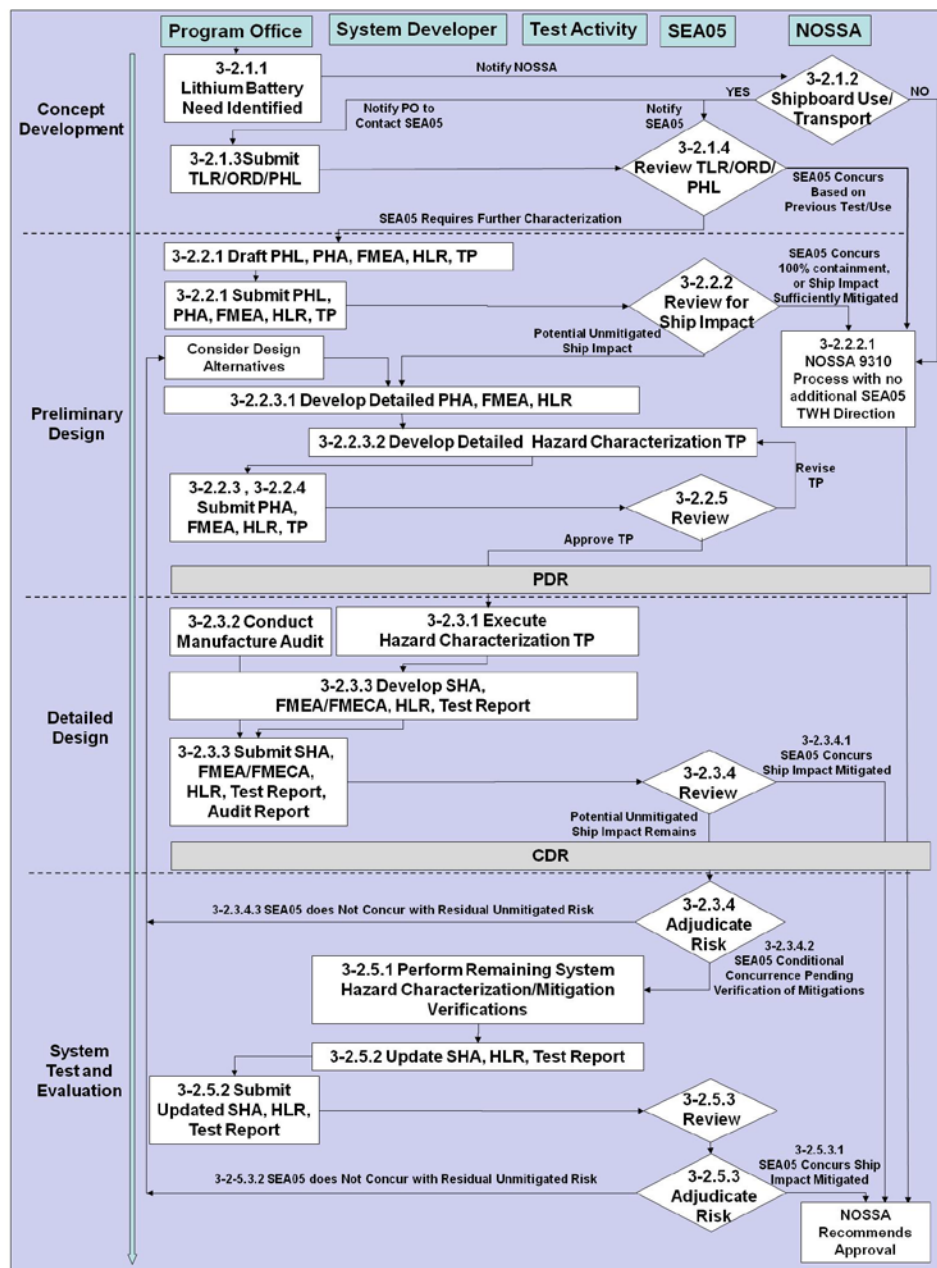 Program Office
System Developer
Test Activity
SEA05
NOSSA
Concept
Development
3-2.1.1
Lithium Battery
Need Identified
Notify NOSSA
3-2.1.2
Shipboard Use/
Transport
NO
YES
Notify PO to
Contact SEA05
Notify
SEA05
3-2.1.3Submit
TLR/ORD/PHL
3-2.1.4
Review TLR/ORD/
PHL
SEA05 Concurs
Based on
Previous Test/Use
SEA05 Requires Further Characterization
Preliminary
Design
3-2.2.1 Draft PHL, PHA, FMEA, HLR, TP
3-2.2.1 Submit PHL,
PHA, FMEA, HLR, TP
3-2.2.2
Review for
Ship Impact
SEA05 Concurs
100% containment,
or Ship Impact
Sufficiently Mitigated
Potential Unmitigated
Ship Impact
Consider Design
Alternatives
3-2.2.2.1
NOSSA 9310
Process with no
additional SEA05
TWH Direction
3-2.2.3.1 Develop Detailed PHA, FMEA, HLR
3-2.2.3.2 Develop Detailed Hazard Characterization TP
Revise
TP
3-2.2.3 , 3-2.2.4
Submit PHA,
FMEA, HLR, TP
3-2.2.5
Review
Approve TP
PDR
Detailed
Design
3-2.3.2 Conduct
Manufacture Audit
3-2.3.1 Execute
Hazard Characterization TP
3-2.3.3 Develop SHA,
FMEA/FMECA, HLR, Test Report
3-2.3.3 Submit SHA,
FMEA/FMECA,
HLR, Test Report,
Audit Report
3-2.3.4
Review
3-2.3.4.1
SEA05 Concurs
Ship Impact Mitigated
Potential Unmitigated
Ship Impact Remains
CDR
System
Test and
Evaluation
3-2.3.4.3 SEA05 does Not Concur with Residual Unmitigated Risk
3-2.3.4
Adjudicate
Risk
3-2.3.4.2
SEA05 Conditional
Concurrence Pending
Verification of Mitigations
3-2.5.1 Perform Remaining System
Hazard Characterization/Mitigation
Verifications
3-2.5.2 Update SHA, HLR, Test Report
3-2.5.2 Submit
Updated SHA, HLR,
Test Report
3-2.5.3
Review
3-2.5.3.1
SEA05 Concurs Ship
Impact Mitigated
3-2-5.3.2 SEA05 does Not Concur with Residual Unmitigated Risk
3-2.5.3
Adjudicate
Risk
NOSSA
Recommends
Approval